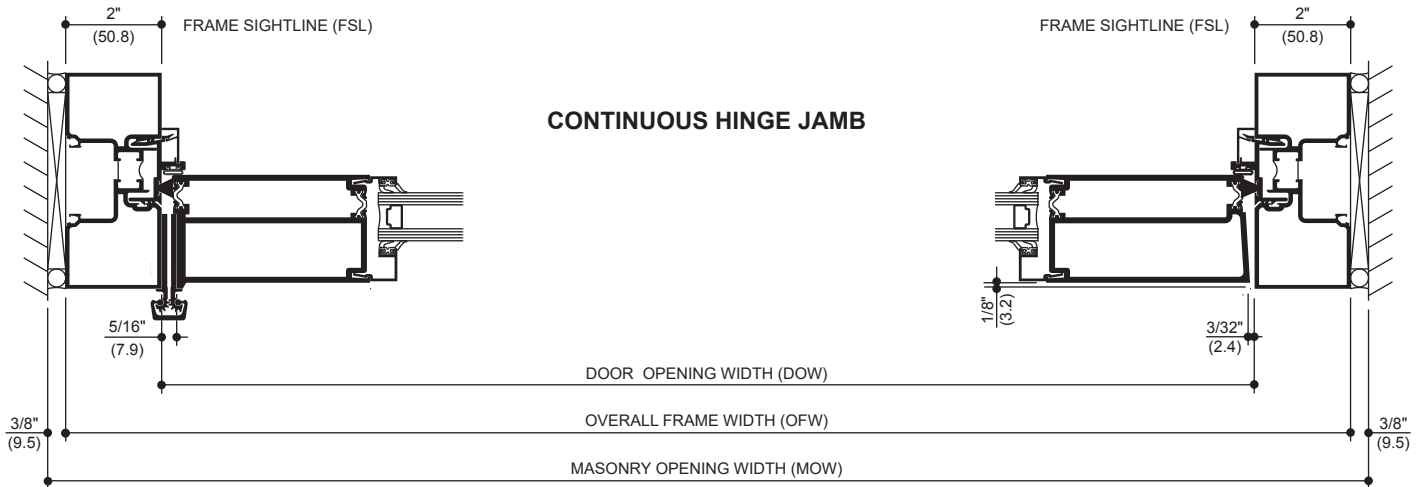 2"
(50.8)
FRAME SIGHTLINE (FSL)
FRAME SIGHTLINE (FSL)
2"
(50.8)
CONTINUOUS HINGE JAMB
5/16"
(7.9)
1/8"
(3.2)
3/32"
(2.4)
DOOR OPENING WIDTH (DOW)
3/8"
(9.5)
OVERALL FRAME WIDTH (OFW)
3/8"
(9.5)
MASONRY OPENING WIDTH (MOW)